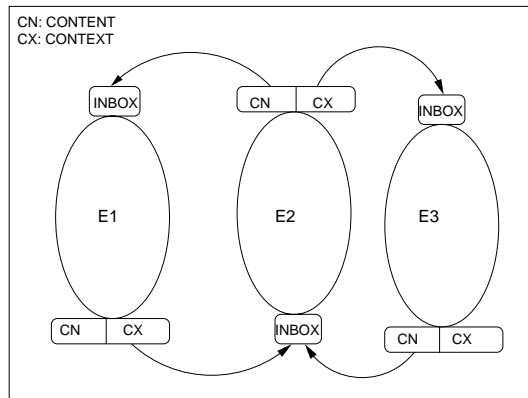 CN: CONTENT
CX: CONTEXT
INBOX
CN CX
INBOX
E1
E2
E3
CN CX
INBOX
CN CX